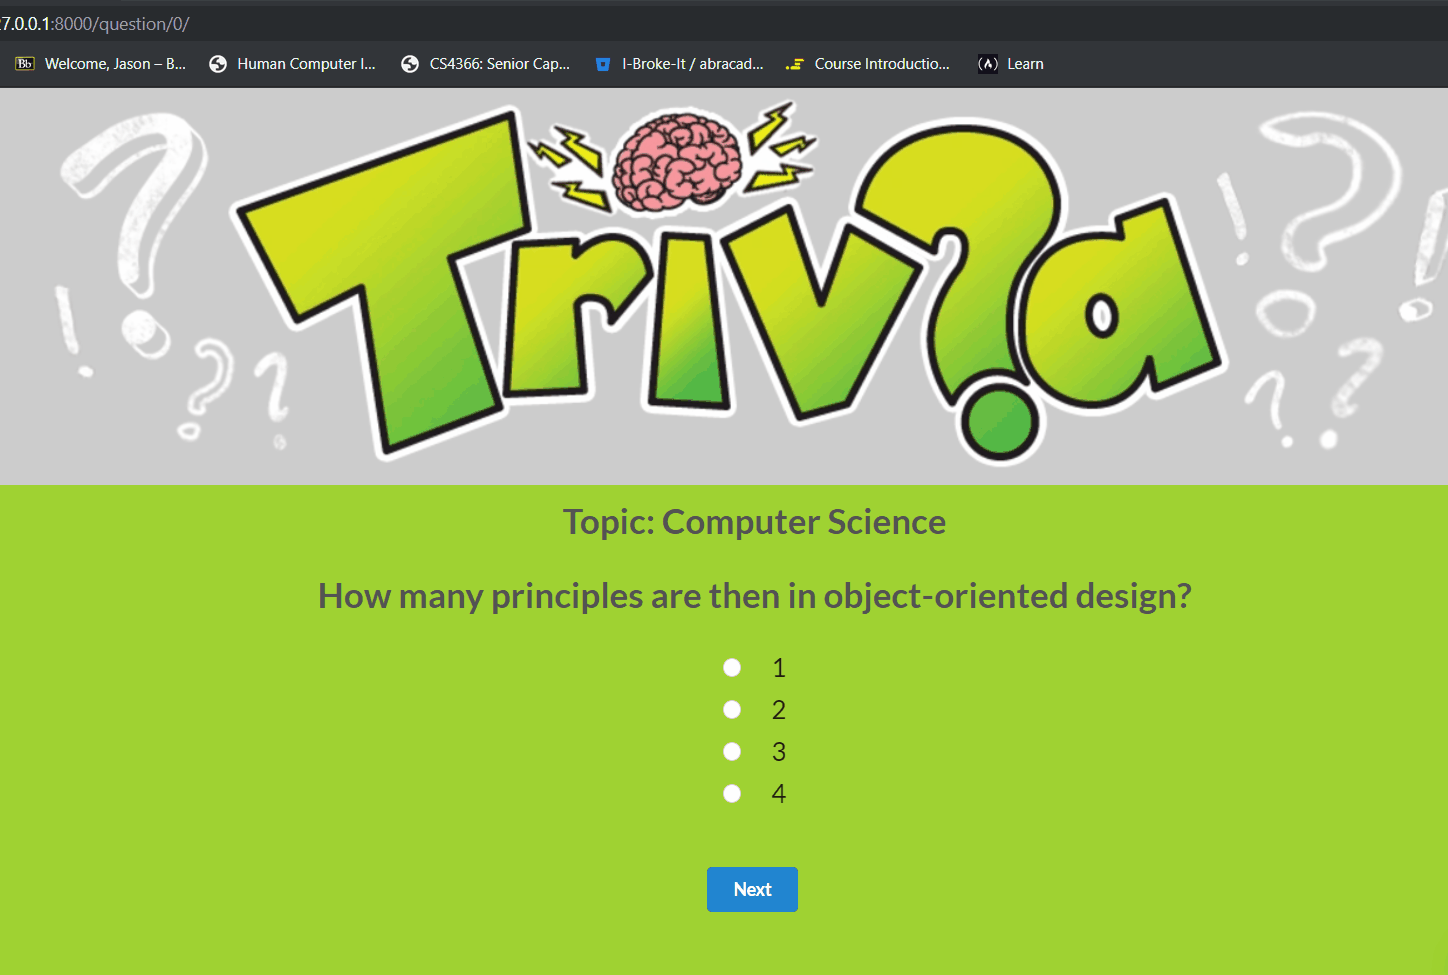 7.0.0.1:8000/question/0/
Bb Welcome, Jason – B... Human Computer I... CS4366: Senior Cap... I-Broke-It / abracad... Course Introductio... Learn
Triv?a
Topic: Computer Science
How many principles are then in object-oriented design?
1
2
3
4
Next